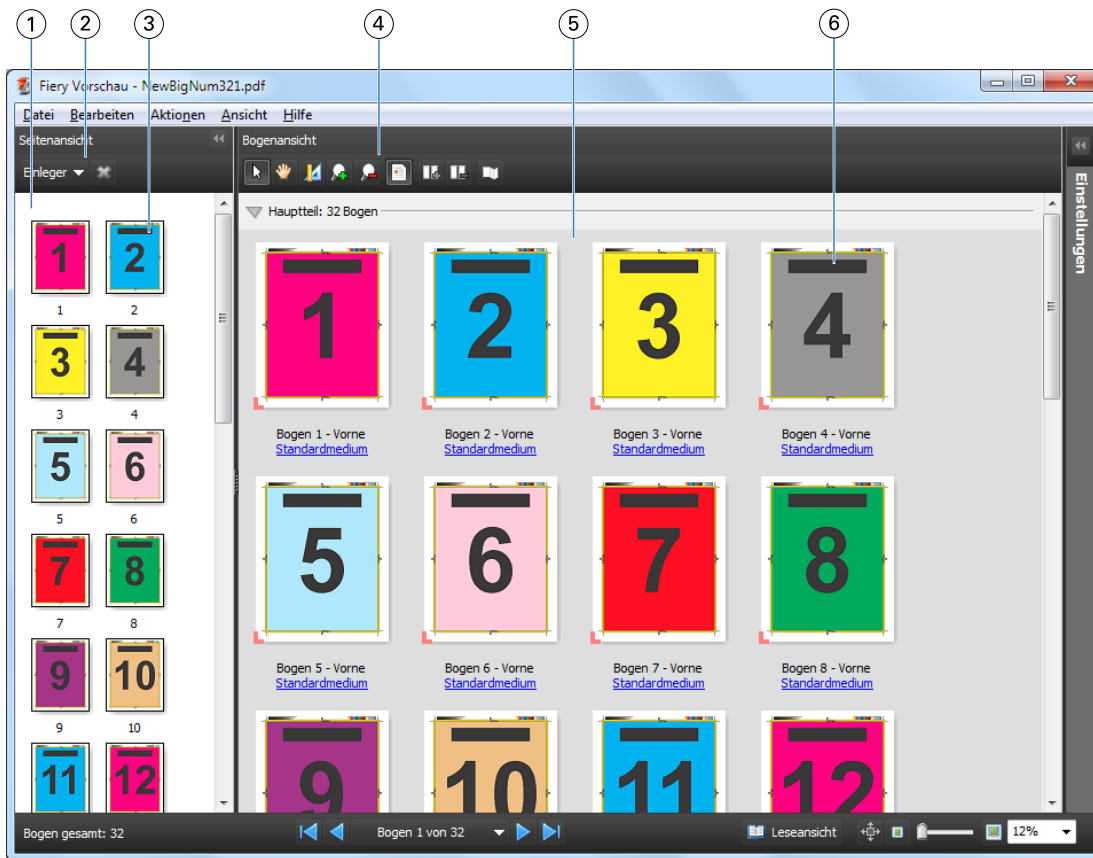 1 2 3 4 5 6
Fiery Vorschau - NewBigNum321.pdf
Datei Bearbeiten Aktionen Ansicht Hilfe
Seitenansicht
Bogenansicht
Einleger
Hauptteil: 32 Bogen
1 2
1 2
3 4
3 4
5 6
5 6
7 8
7 8
9 10
9 10
11 12
1 2 3 4
Bogen 1 - Vorne Bogen 2 - Vorne Bogen 3 - Vorne Bogen 4 - Vorne
Standardmedium Standardmedium Standardmedium Standardmedium
5 6 7 8
Bogen 5 - Vorne Bogen 6 - Vorne Bogen 7 - Vorne Bogen 8 - Vorne
Standardmedium Standardmedium Standardmedium Standardmedium
9 10 11 12
Einstellungen
Bogen gesamt: 32
Bogen 1 von 32
Leseansicht
12%